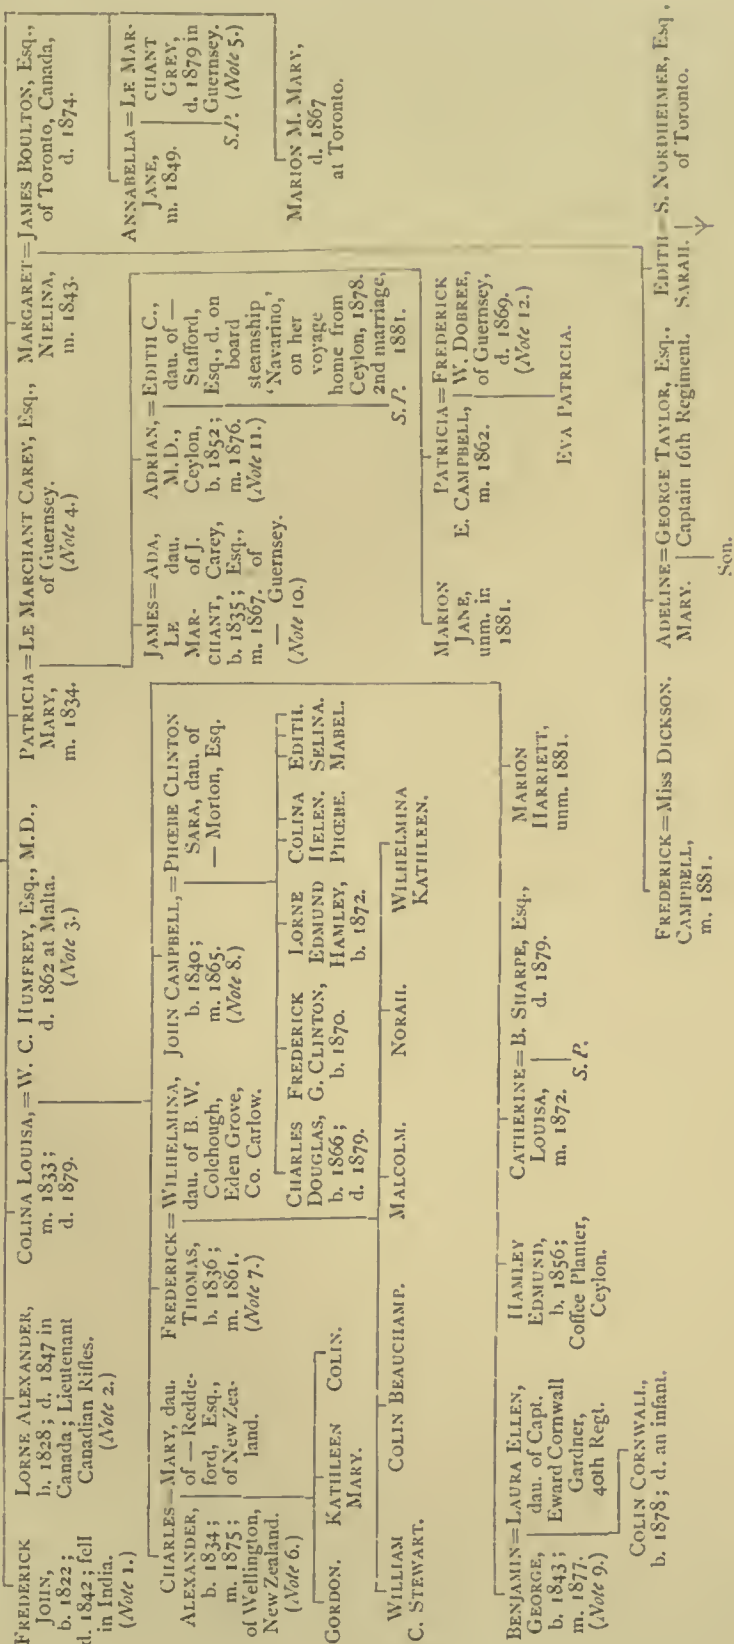 FREDERICK
JOHN,
b. 1822;
d. 1842; fell
in India.
(Note 1.)
LORNE ALEXANDER,
b. 1828; d. 1847 in
Canada; Lieutenant
Canadian Rifles.
(Note 2.)
COLINA LOUISA,=W. C. HUMFREY, Esq., M.D.,
m. 1833;
d. 1879.
d. 1862 at Malta.
(Note 3.)
PATRICIA=LE MARCHANT CAREY, Esq.,
MARY,
m. 1834.
of Guernsey.
(Note 4.)
MARGARET=JAMES BOULTON, Esq.,
NIELINA,
m. 1843.
of Toronto, Canada,
d. 1874.
CHARLES=MARY, dau.
ALEXANDER,
b. 1834;
m. 1875;
of Wellington,
New Zealand.
(Note 6.)
of — Redde-
ford, Esq.,
of New Zea-
land.
FREDERICK=WILHELMINA,
THOMAS,
b. 1836;
m. 1861.
(Note 7.)
dau. of B. W.
Colchough,
Eden Grove,
Co. Carlow.
JOHN CAMPBELL,=PHŒBE CLINTON
b. 1840;
m. 1865.
(Note 8.)
SARA, dau. of
— Morton, Esq.
JAMES=ADA,
LE
MAR-
CHANT,
b. 1835;
m. 1867.
—
(Note 10.)
dau.
of J.
Carey,
Esq.,
of
Guernsey.
ADRIAN,=EDITH C.,
M.D.,
Ceylon,
b. 1852;
m. 1876.
(Note 11.)
dau. of —
Stafford,
Esq., d. on
board
steamship
‘Navarino,’
on her
voyage
home from
Ceylon, 1878.
2nd marriage,
S.P. 1881.
ANNABELLA=LE MAR-
JANE,
m. 1849.
CHANT
GREY,
d. 1879 in
Guernsey.
S.P. (Note 5.)
MARION M. MARY,
d. 1867
at Toronto.
GORDON.
KATHLEEN
MARY.
COLIN.
CHARLES
DOUGLAS,
b. 1866;
d. 1879.
FREDERICK
G. CLINTON,
b. 1870.
LORNE
EDMUND
HAMLEY,
b. 1872.
COLINA
HELEN.
PHŒBE.
EDITH.
SELINA.
MABEL.
WILLIAM
C. STEWART.
COLIN BEAUCHAMP.
MALCOLM.
NORAH.
WILHELMINA
KATHLEEN.
MARION
JANE,
unm. in
1881.
PATRICIA=FREDERICK
E. CAMPBELL,
m. 1862.
W. DOBREE,
of Guernsey,
d. 1869.
(Note 12.)
EVA PATRICIA.
BENJAMIN=LAURA ELLEN,
GEORGE,
b. 1843;
m. 1877.
(Note 9.)
dau. of Capt.
Eward Cornwall
Gardner,
40th Regt.
COLIN CORNWALL,
b. 1878; d. an infant.
HAMLEY
EDMUND,
b. 1856;
Coffee Planter,
Ceylon.
CATHERINE=B. SHARPE, Esq.,
LOUISA,
m. 1872.
d. 1879.
S.P.
MARION
HARRIETT,
unm. 1881.
FREDERICK=Miss DICKSON.
CAMPBELL,
m. 1881.
ADELINE=GEORGE TAYLOR, Esq.,
MARY.
Captain 16th Regiment.
Son.
EDITH=S. NORDHEIMER, Esq.,
SARAH.
of Toronto.